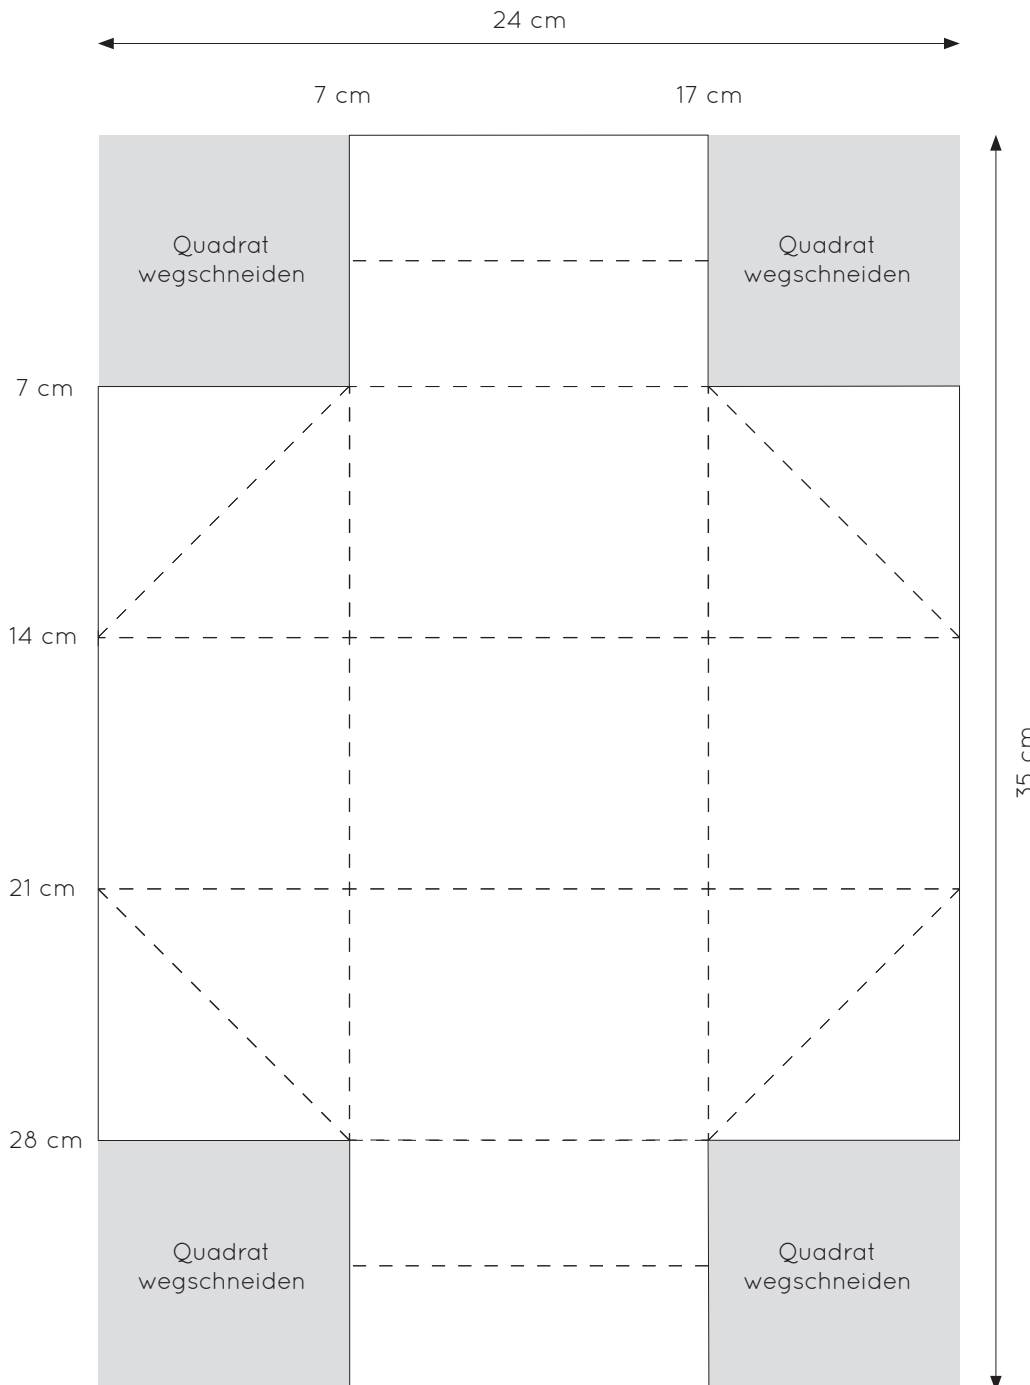 24 cm
7 cm
17 cm
Quadrat
wegschneiden
Quadrat
wegschneiden
7 cm
14 cm
35 cm
21 cm
28 cm
Quadrat
wegschneiden
Quadrat
wegschneiden